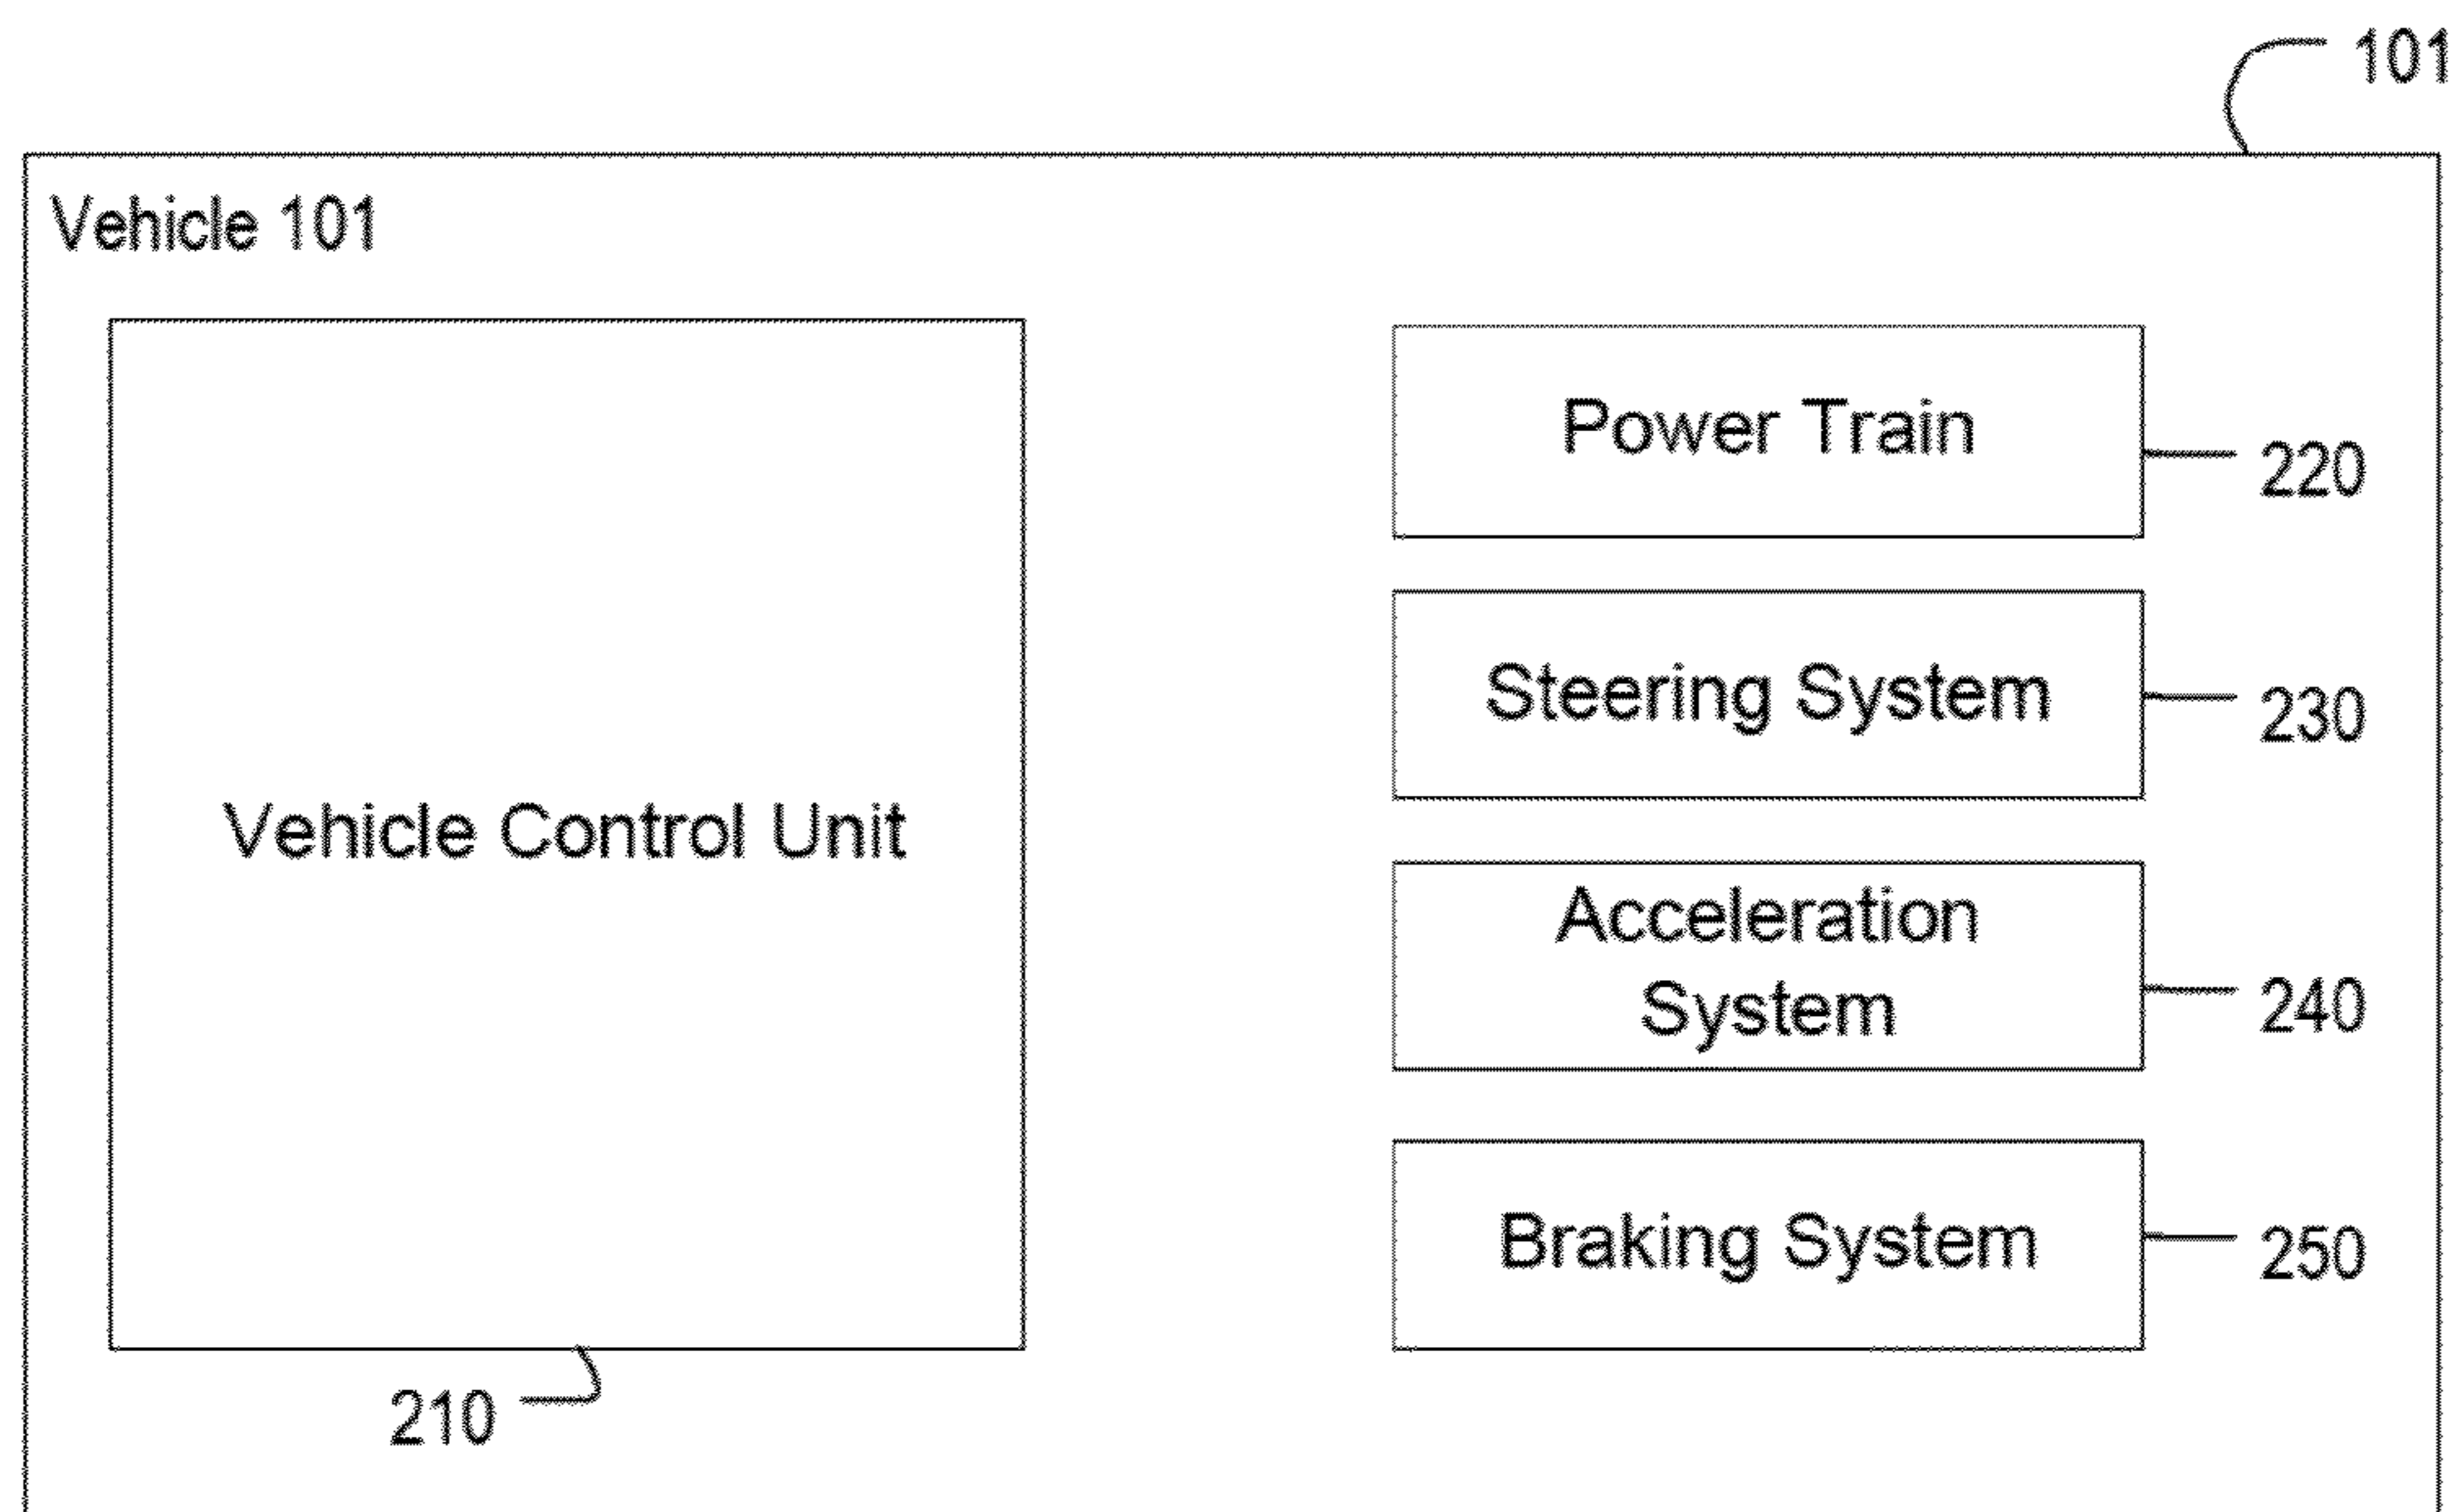 101
Vehicle 101
Vehicle Control Unit
210
Power Train
220
Steering System
230
Acceleration
System
240
Braking System
250